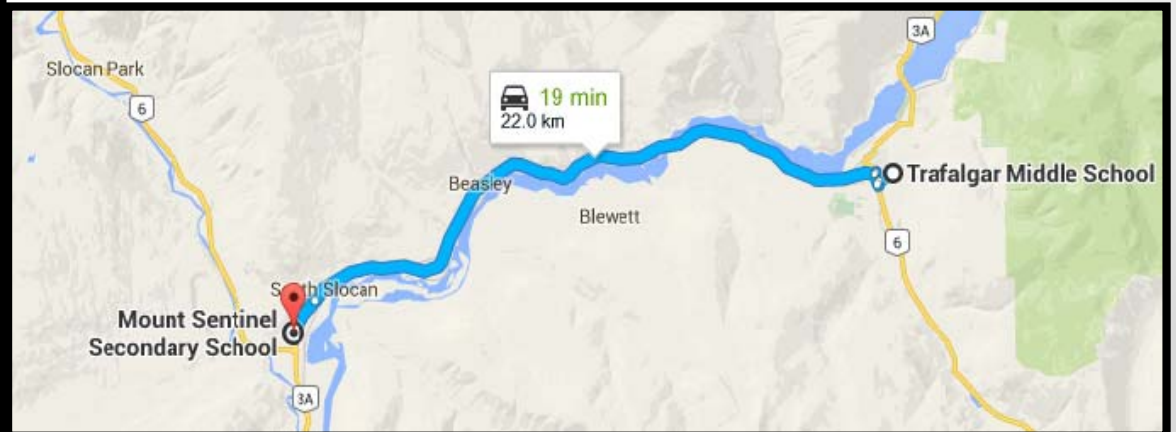 3A
Slocan Park
6
19 min
22.0 km
Beasley
Trafalgar Middle School
Blewett
6
South Slocan
Mount Sentinel
Secondary School
3A